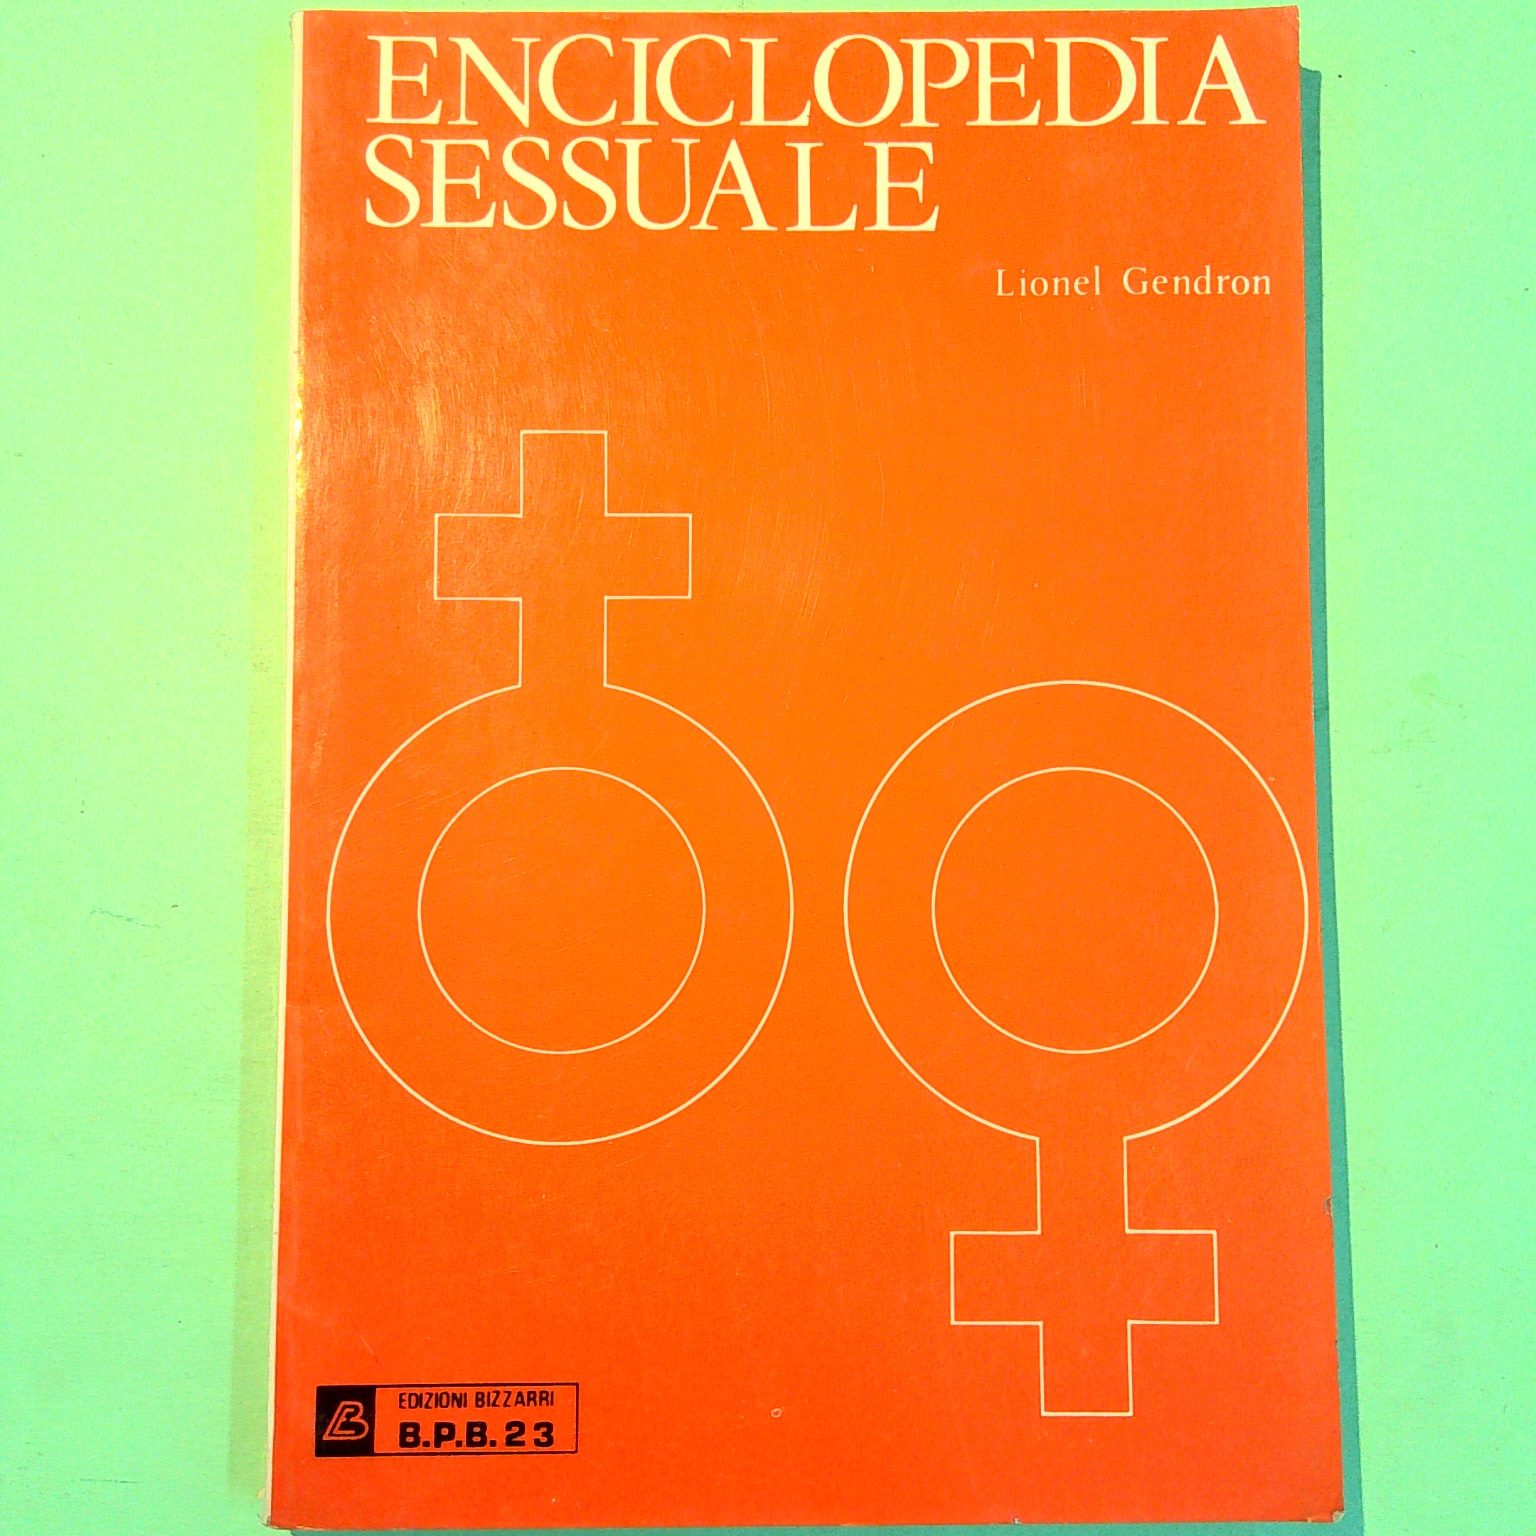 ENCICLOPEDIA
SESSUALE
Lionel Gendron
EDIZIONI BIZZARRI
B.P.B. 23